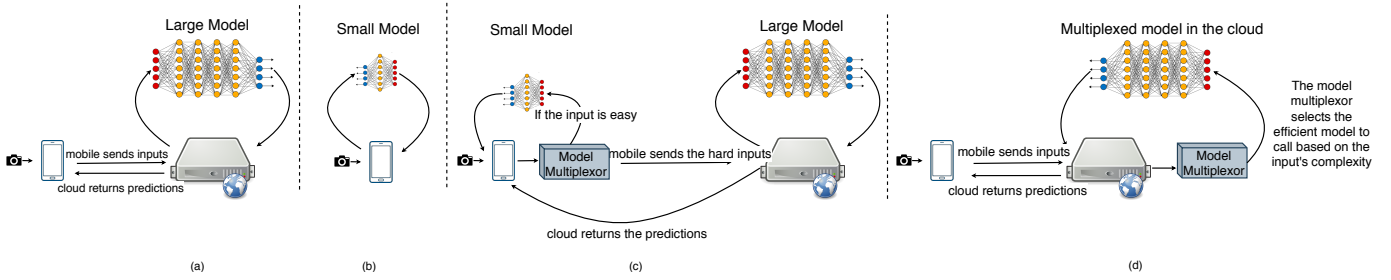 Large Model
mobile sends inputs
cloud returns predictions
(a)
Small Model
(b)
Small Model
If the input is easy
Model
Multiplexor
mobile sends the hard inputs
Large Model
cloud returns the predictions
(c)
Multiplexed model in the cloud
mobile sends inputs
cloud returns predictions
Model
Multiplexor
The model
multiplexor
selects the
efficient model to
call based on the
input's complexity
(d)